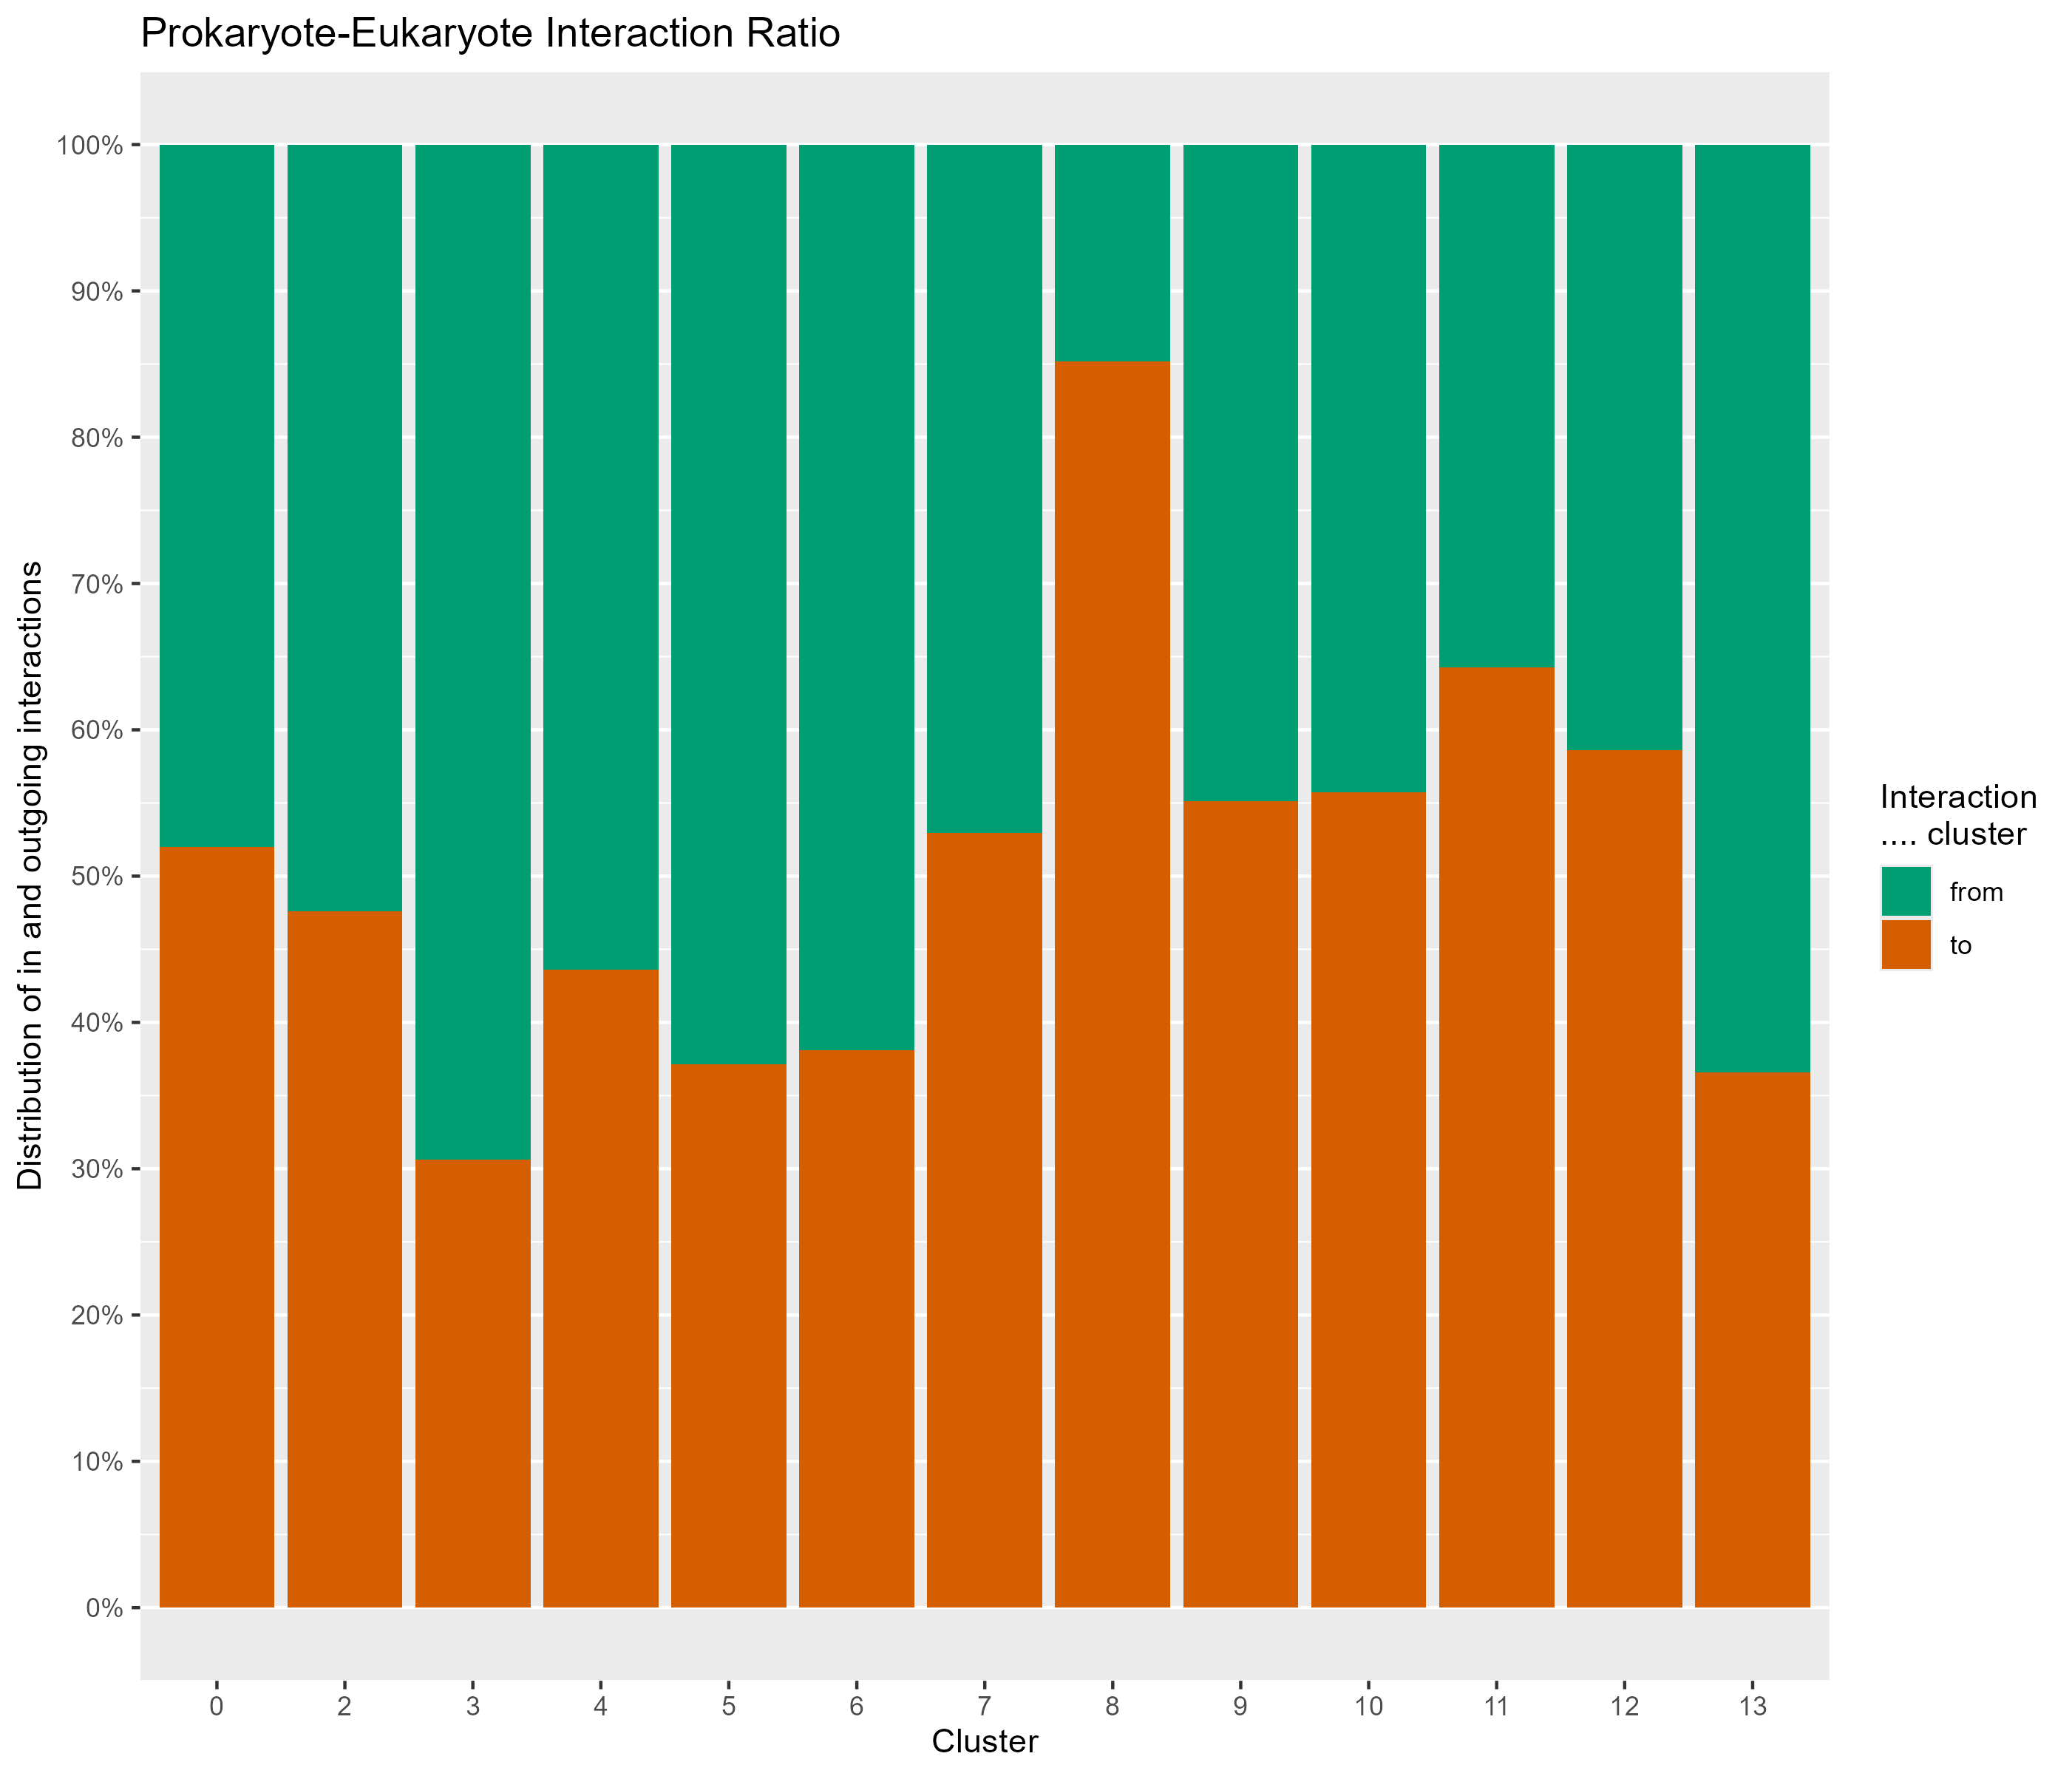 Prokaryote-Eukaryote Interaction Ratio
Distribution of in and outgoing interactions
100%
90%
80%
70%
60%
50%
40%
30%
20%
10%
0%
0 2 3 4 5 6 7 8 9 10 11 12 13
Cluster
Interaction
.... cluster
from
to